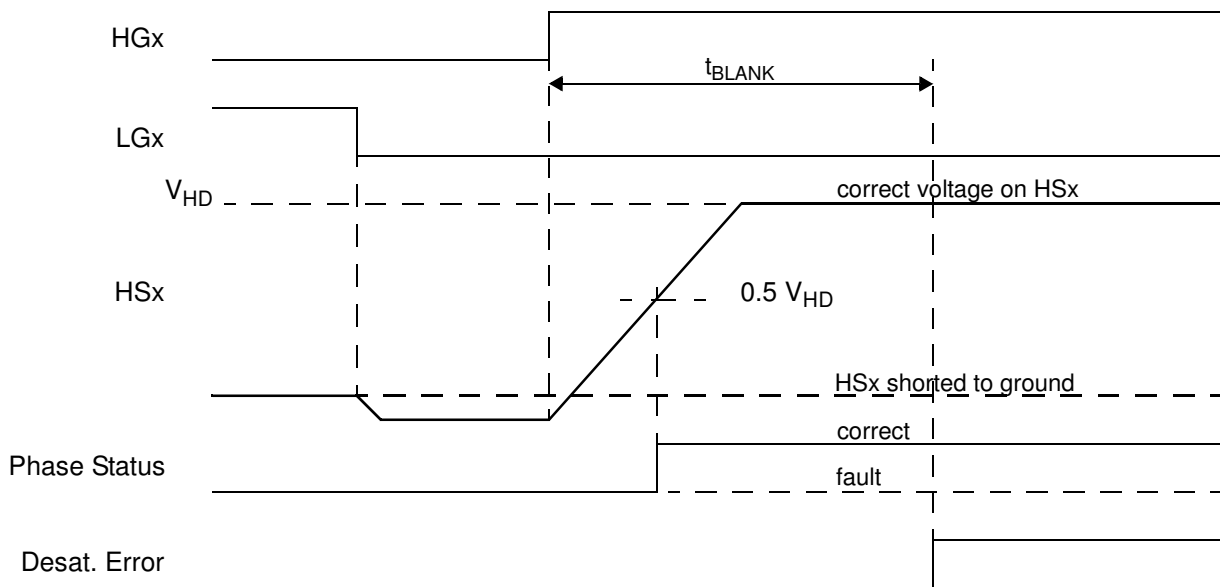 HGx
tBLANK
LGx
VHD
correct voltage on HSx
HSx
0.5 VHD
HSx shorted to ground
correct
Phase Status
fault
Desat. Error